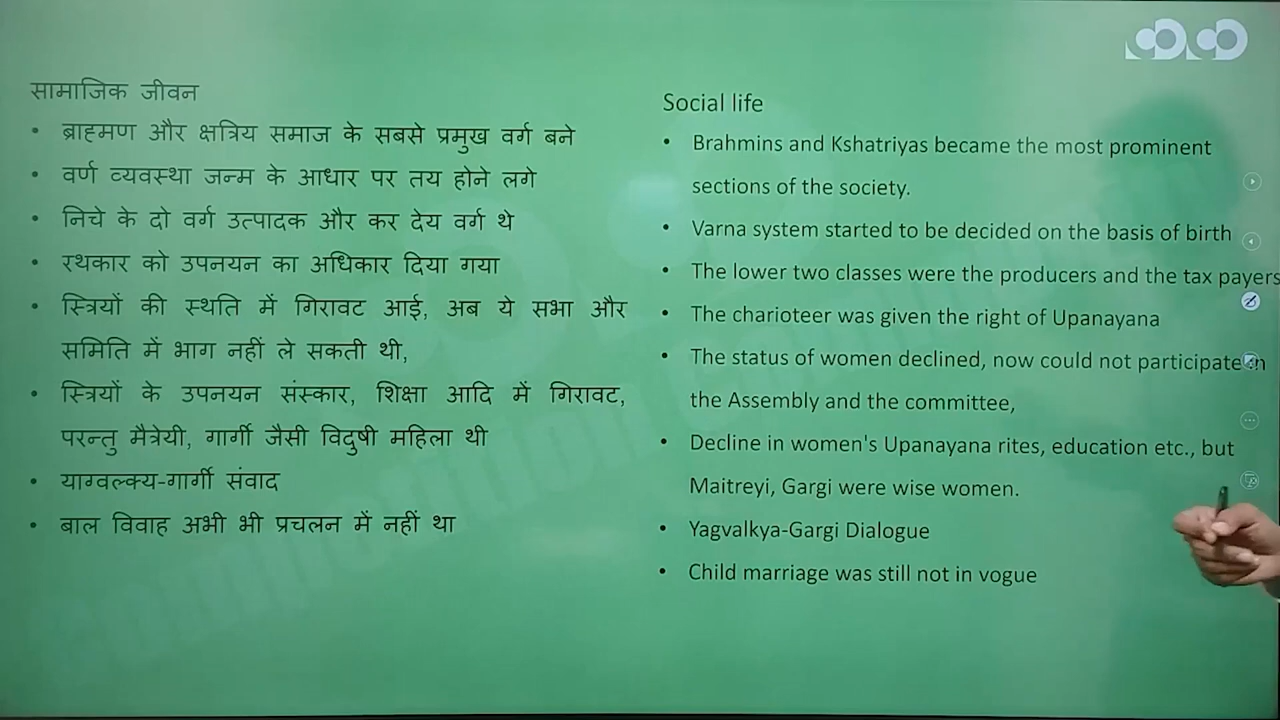 सामाजिक जीवन
• ब्राह्मण और क्षत्रिय समाज के सबसे प्रमुख वर्ग बने
• वर्ण व्यवस्था जन्म के आधार पर तय होने लगे
• निचे के दो वर्ग उत्पादक और कर देय वर्ग थे
• रथकार को उपनयन का अधिकार दिया गया
• स्त्रियों की स्थति में गिरावट आई, अब ये सभा और
समिति में भाग नहीं ले सकती थी,
• स्त्रियों के उपनयन संस्कार, शिक्षा आदि में गिरावट,
परन्तु मैत्रेयी, गार्गी जैसी विदुषी महिला थी
• याग्वल्क्य-गार्गी संवाद
• बाल विवाह अभी भी प्रचलन में नहीं था
Social life
• Brahmins and Kshatriyas became the most prominent
sections of the society.
• Varna system started to be decided on the basis of birth
• The lower two classes were the producers and the tax payers
• The charioteer was given the right of Upanayana
• The status of women declined, now could not participate in
the Assembly and the committee,
• Decline in women's Upanayana rites, education etc., but
Maitreyi, Gargi were wise women.
• Yagvalkya-Gargi Dialogue
• Child marriage was still not in vogue